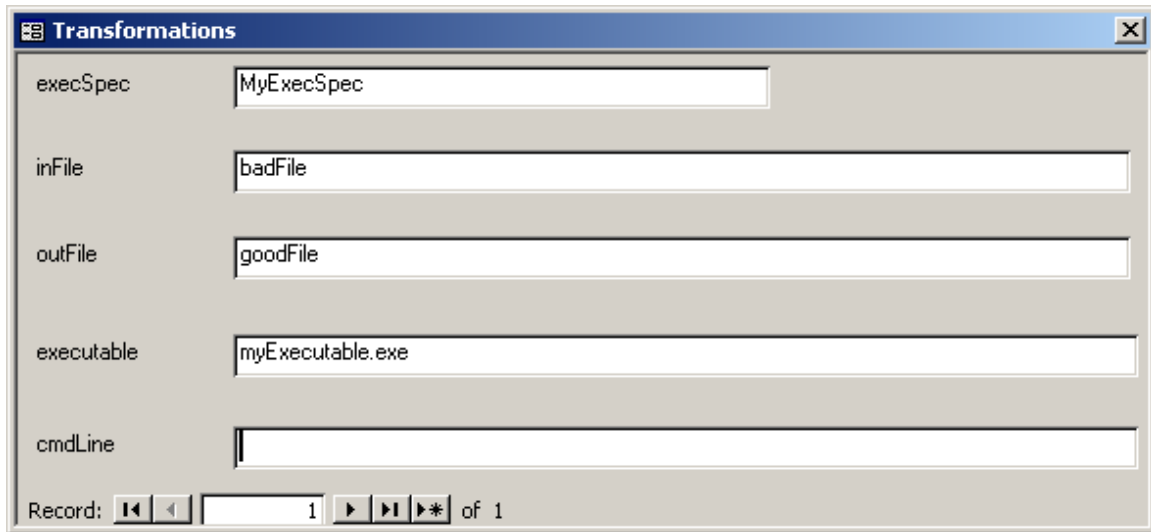 Transformations
execSpec MyExecSpec
inFile badFile
outFile goodFile
executable myExecutable.exe
cmdLine
Record: 1 of 1